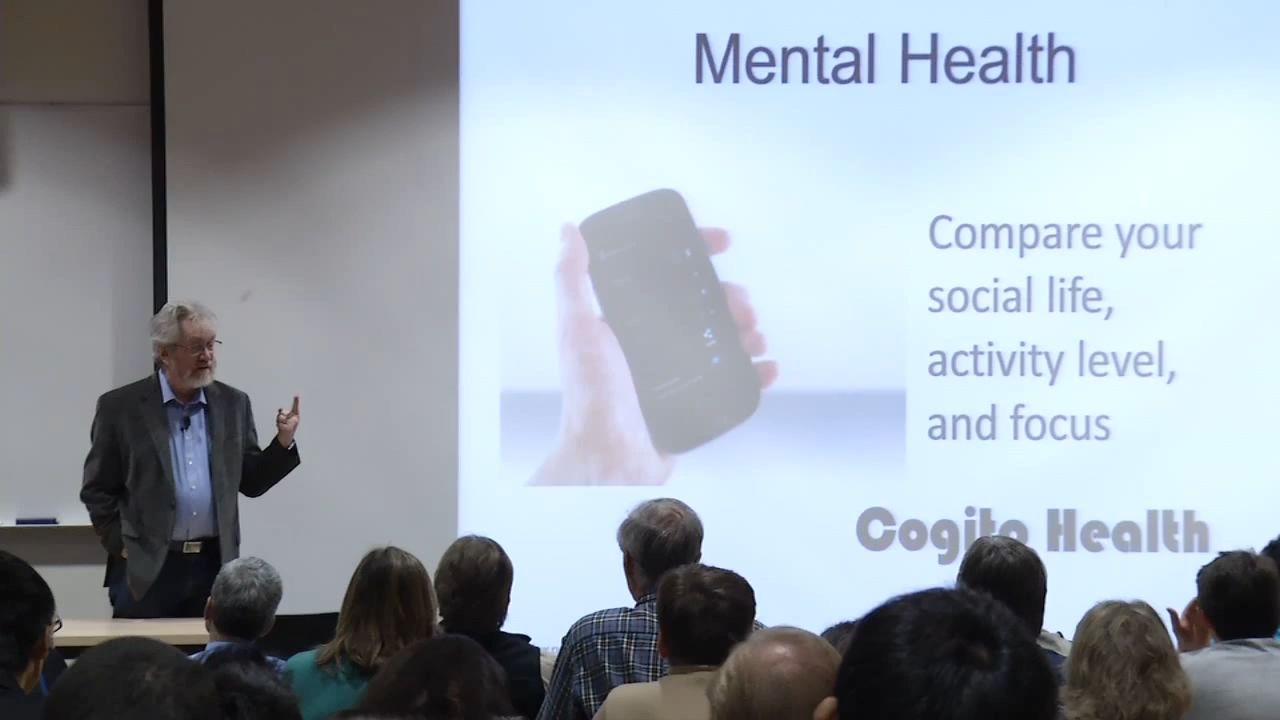 Mental Health
Compare your
social life,
activity level,
and focus
Cogito Health